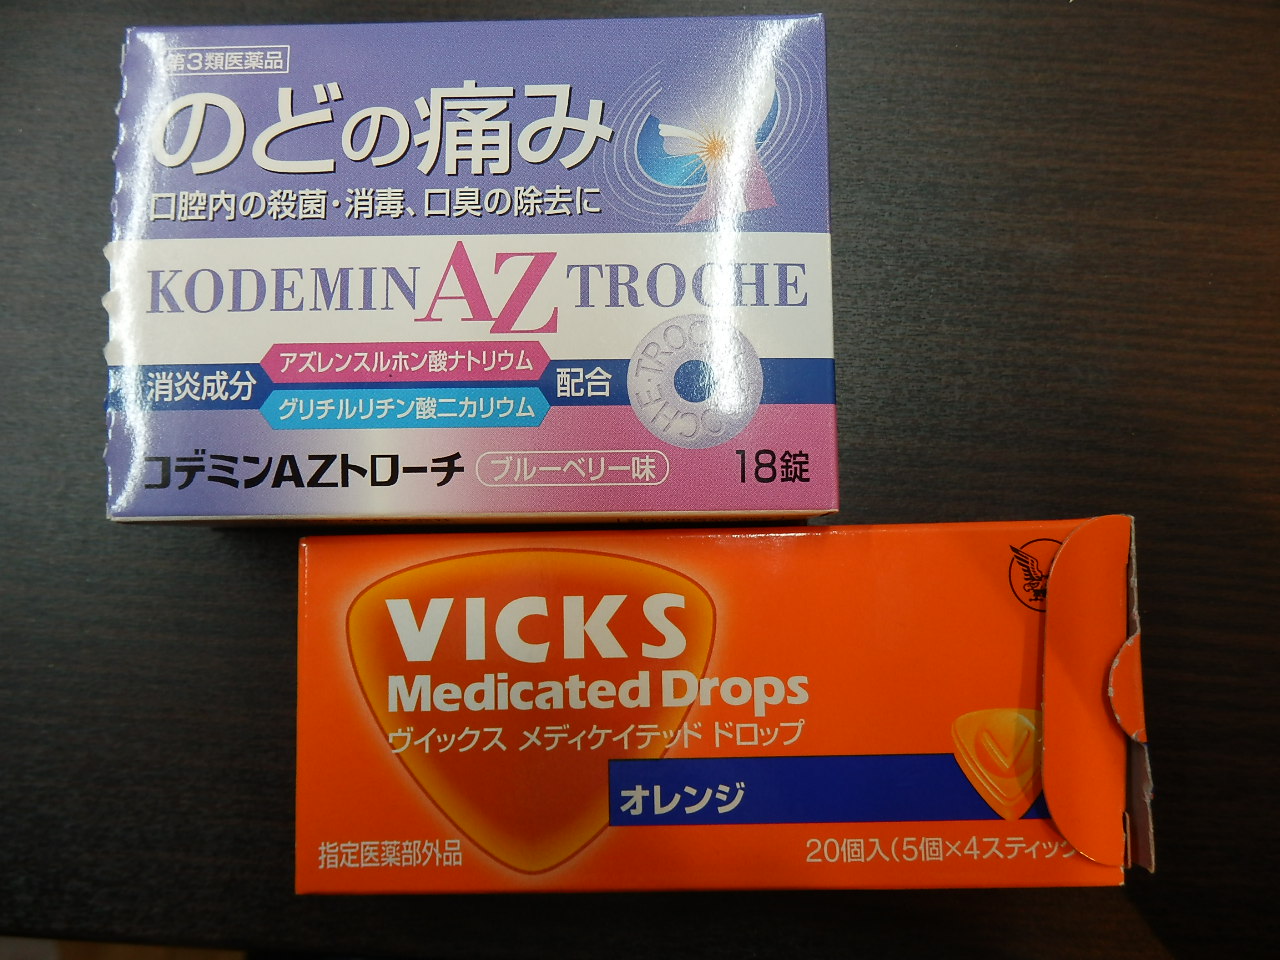 第3類医薬品
のどの痛み
口腔内の殺菌・消毒、口臭の除去に
KODEMIN AZ TROCHE
アズレンスルホン酸ナトリウム
消炎成分 配合
グリチルリチン酸二カリウム
コデミンAZトローチ ブルーベリー味 18錠
VICKS
Medicated Drops
ヴイックス メディケイテッド ドロップ
オレンジ
指定医薬部外品 20個入(5個×4スティック